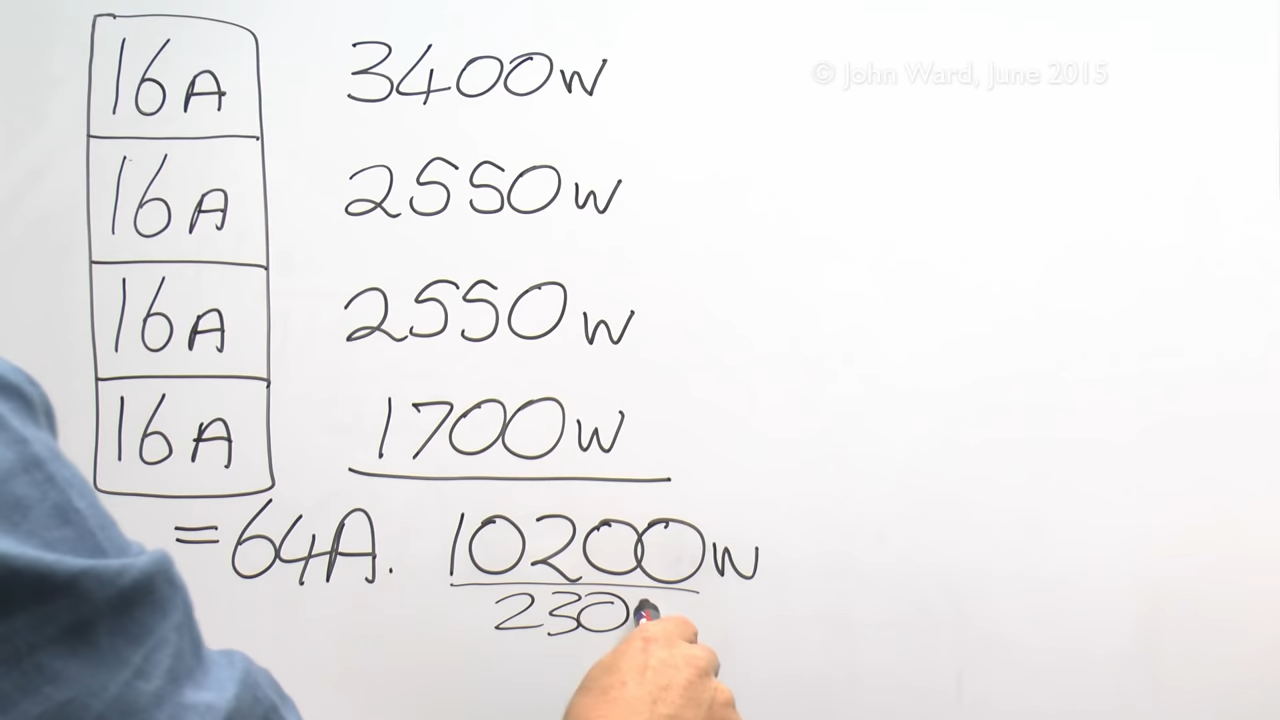 16A 3400W
© John Ward, June 2015
16A 2550W
16A 2550W
16A 1700W
=64A. 10200W
230